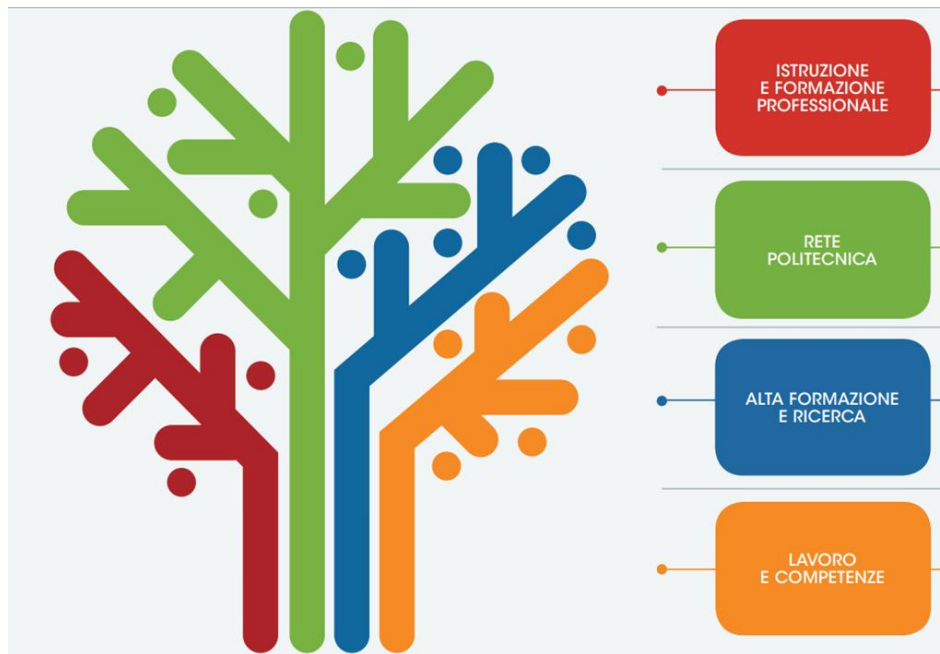 ISTRUZIONE
E FORMAZIONE
PROFESSIONALE
RETE
POLITECNICA
ALTA FORMAZIONE
E RICERCA
LAVORO
E COMPETENZE